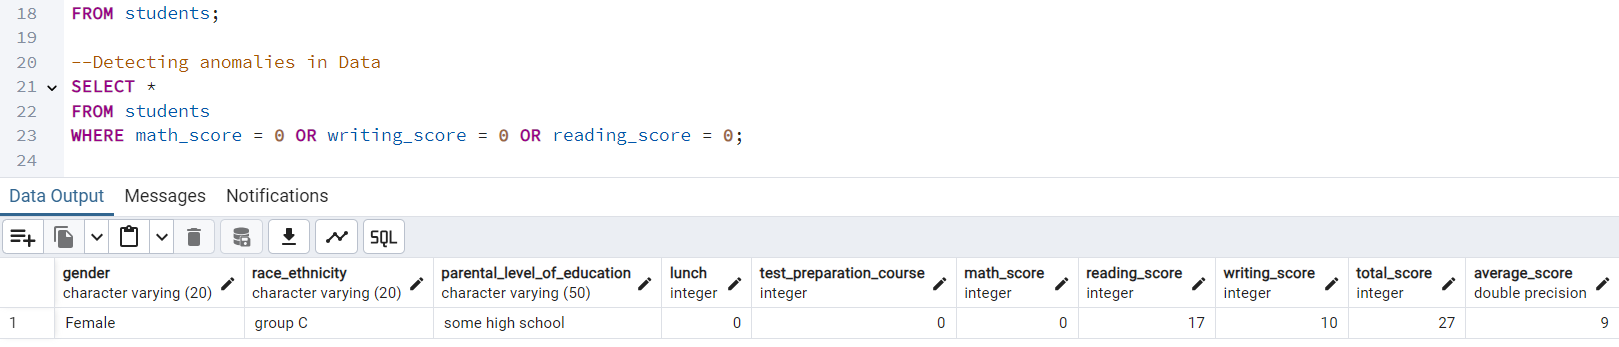 18 FROM students;
19
20 --Detecting anomalies in Data
21 SELECT *
22 FROM students
23 WHERE math_score = 0 OR writing_score = 0 OR reading_score = 0;
24
Data Output Messages Notifications
SQL
gender race_ethnicity parental_level_of_education lunch test_preparation_course math_score reading_score writing_score total_score average_score
character varying (20) character varying (20) character varying (50) integer integer integer integer integer integer double precision
1 Female group C some high school 0 0 0 17 10 27 9